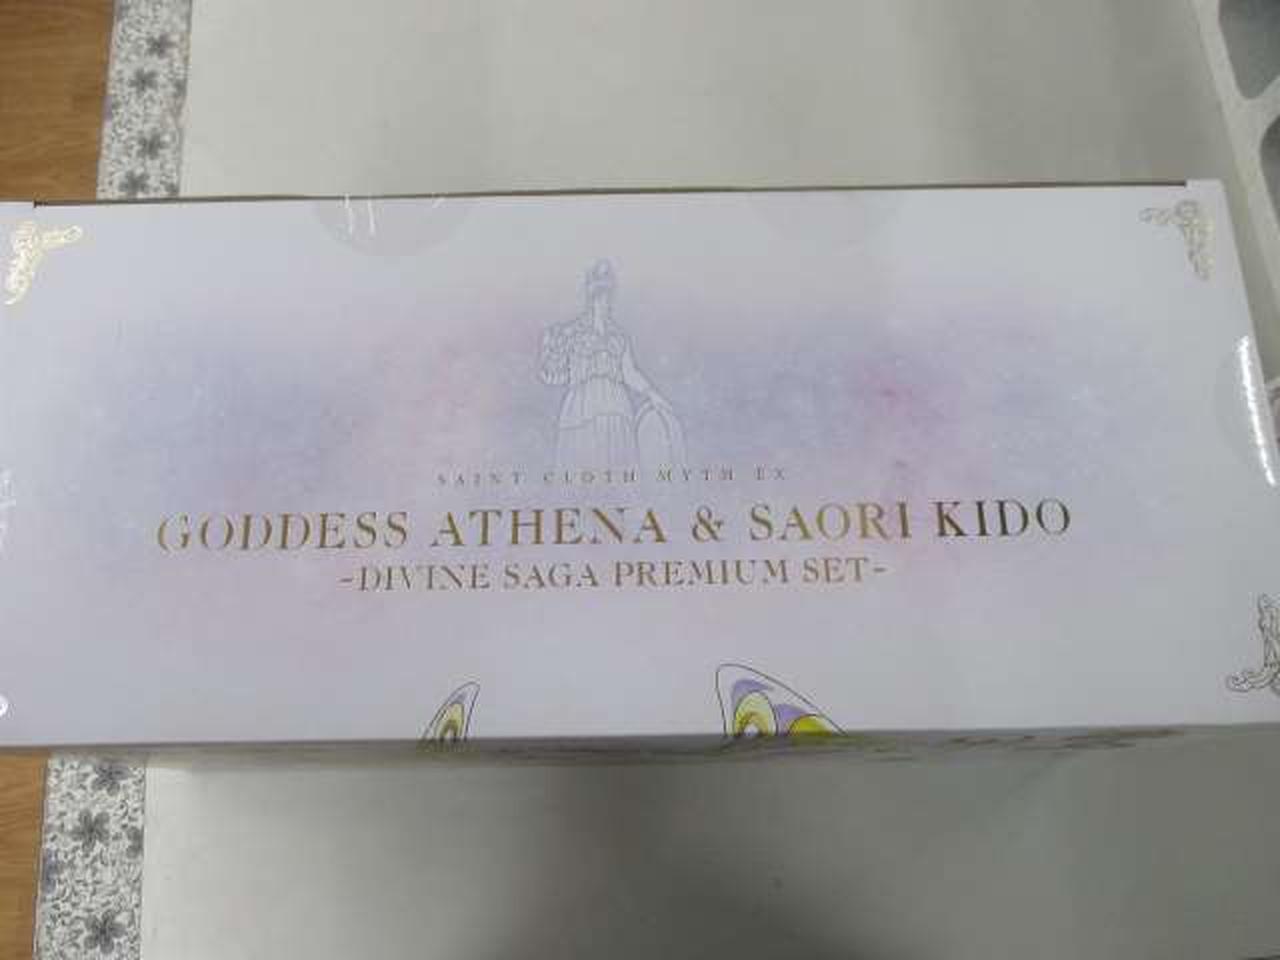 SAINT CLOTH MYTH EX
GODDESS ATHENA & SAORI KIDO
-DIVINE SAGA PREMIUM SET-